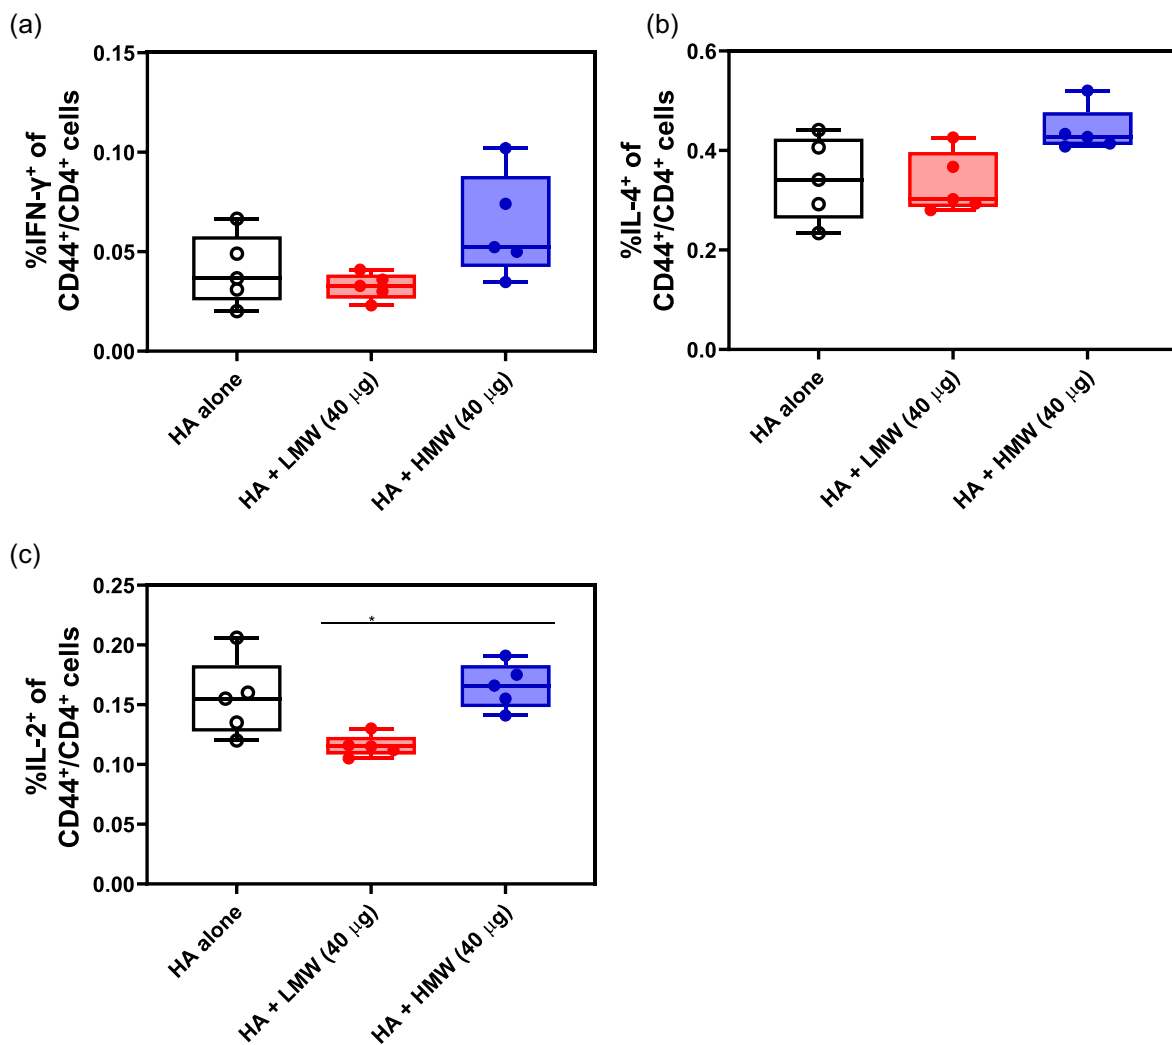 (a)
%IFN-γ⁺ of
CD44⁺/CD4⁺ cells
0.15
0.10
0.05
0.00
HA alone
HA + LMW (40 μg)
HA + HMW (40 μg)
(b)
%IL-4⁺ of
CD44⁺/CD4⁺ cells
0.6
0.4
0.2
0.0
HA alone
HA + LMW (40 μg)
HA + HMW (40 μg)
(c)
%IL-2⁺ of
CD44⁺/CD4⁺ cells
0.25
0.20
0.15
0.10
0.05
0.00
*
HA alone
HA + LMW (40 μg)
HA + HMW (40 μg)